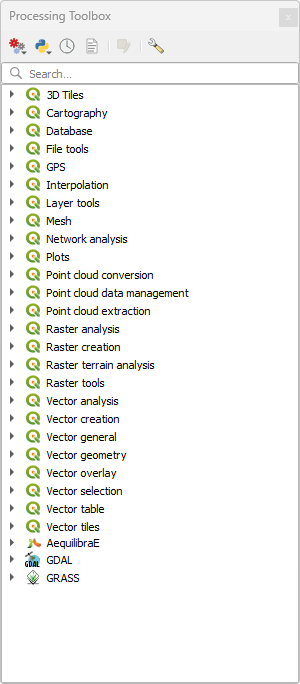 Processing Toolbox
x
Search...
3D Tiles
Cartography
Database
File tools
GPS
Interpolation
Layer tools
Mesh
Network analysis
Plots
Point cloud conversion
Point cloud data management
Point cloud extraction
Raster analysis
Raster creation
Raster terrain analysis
Raster tools
Vector analysis
Vector creation
Vector general
Vector geometry
Vector overlay
Vector selection
Vector table
Vector tiles
AequilibraE
GDAL GDAL
GRASS